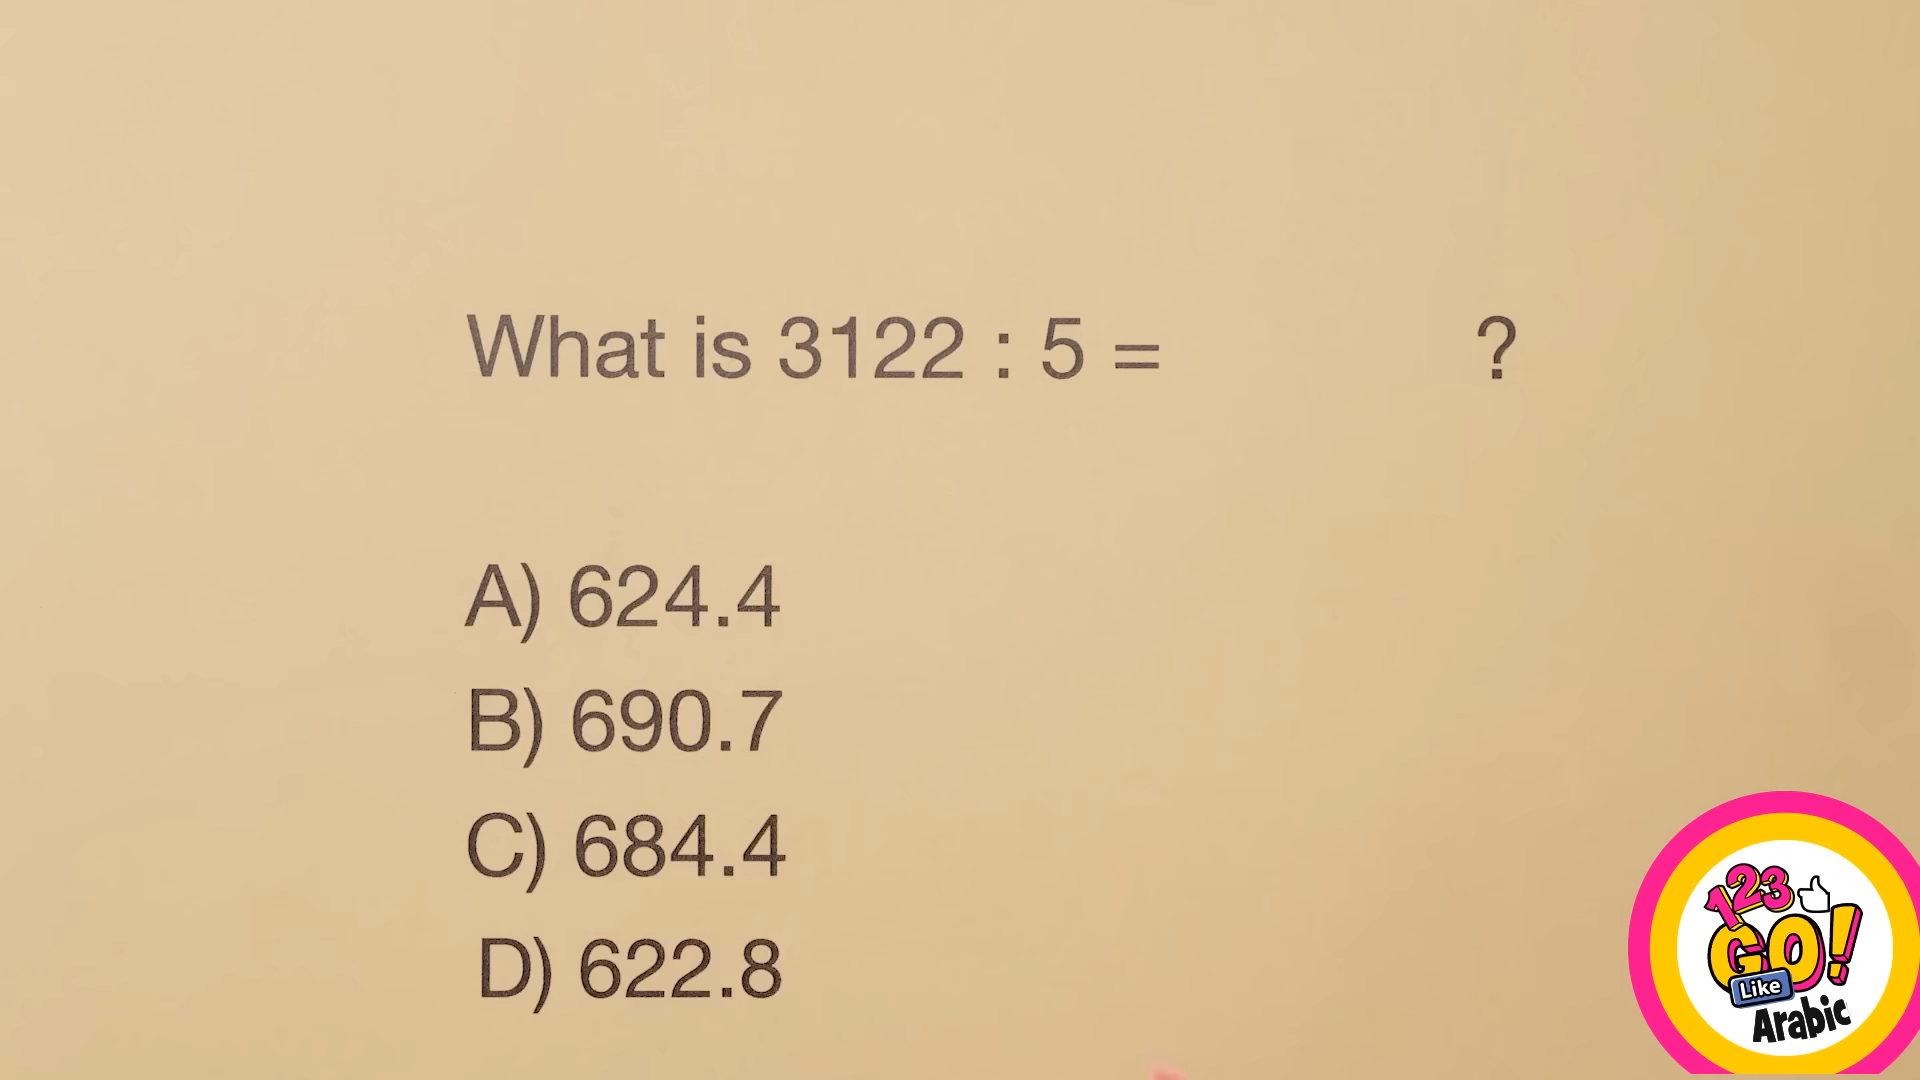 What is 3122 : 5 = ?
A) 624.4
B) 690.7
C) 684.4
D) 622.8
123
GO!
Like
Arabic